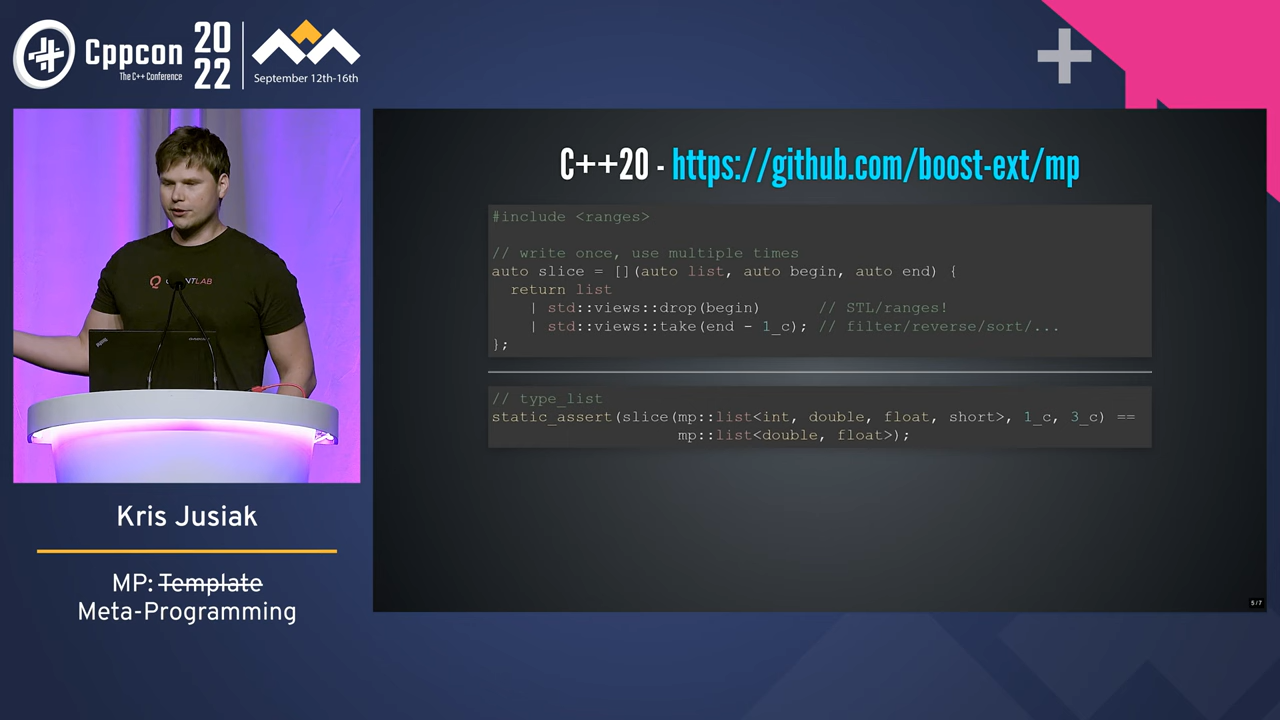 Cppcon
The C++ Conference
20
22
September 12th-16th
C++20 - https://github.com/boost-ext/mp
#include <ranges>
// write once, use multiple times
auto slice = [](auto list, auto begin, auto end) {
  return list
    | std::views::drop(begin)      // STL/ranges!
    | std::views::take(end - 1_c); // filter/reverse/sort/...
};
// type_list
static_assert(slice(mp::list<int, double, float, short>, 1_c, 3_c) ==
                    mp::list<double, float>);
5/7
Kris Jusiak
MP: Template
Meta-Programming